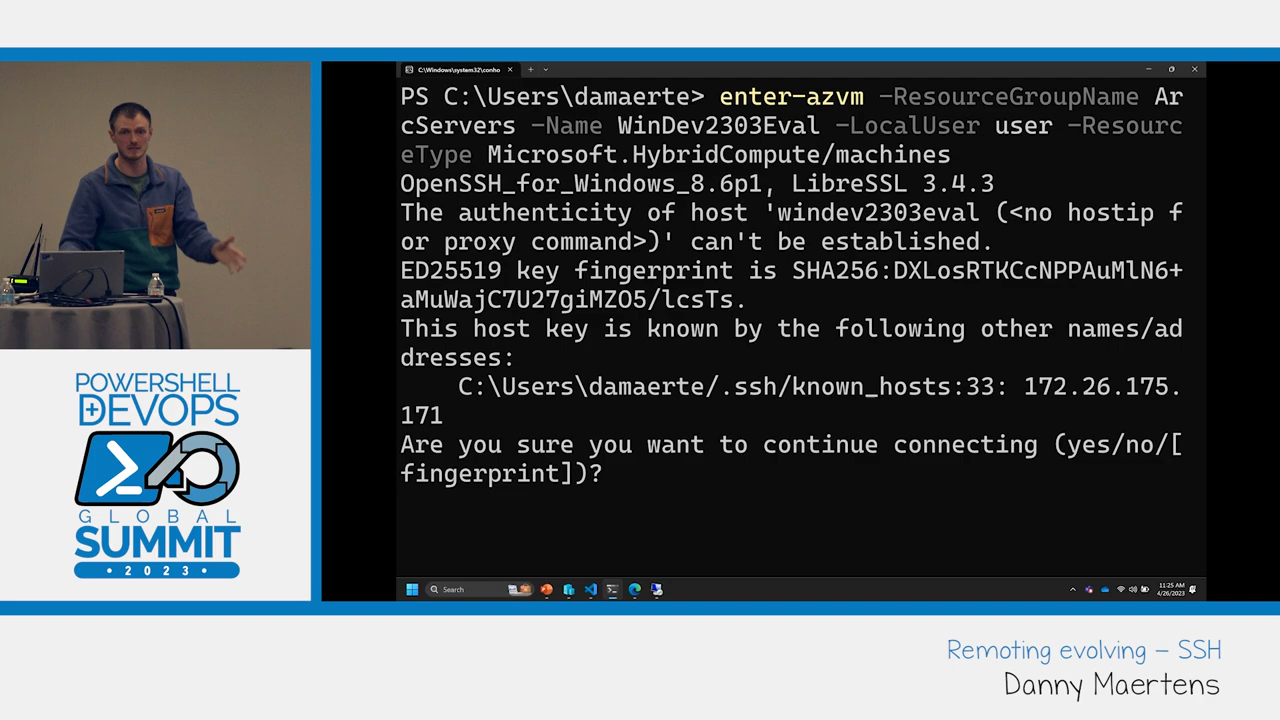 C:\Windows\system32\conho
PS C:\Users\damaerte> enter-azvm -ResourceGroupName Ar
cServers -Name WinDev2303Eval -LocalUser user -Resourc
eType Microsoft.HybridCompute/machines
OpenSSH_for_Windows_8.6p1, LibreSSL 3.4.3
The authenticity of host 'windev2303eval (<no hostip f
or proxy command>)' can't be established.
ED25519 key fingerprint is SHA256:DXLosRTKCcNPPAuMlN6+
aMuWajC7U27giMZO5/lcsTs.
This host key is known by the following other names/ad
dresses:
C:\Users\damaerte/.ssh/known_hosts:33: 172.26.175.
171
Are you sure you want to continue connecting (yes/no/[
fingerprint])?
Search
11:25 AM
4/26/2023
POWERSHELL
+DEVOPS
GLOBAL
SUMMIT
• 2023 •
Remoting evolving - SSH
Danny Maertens